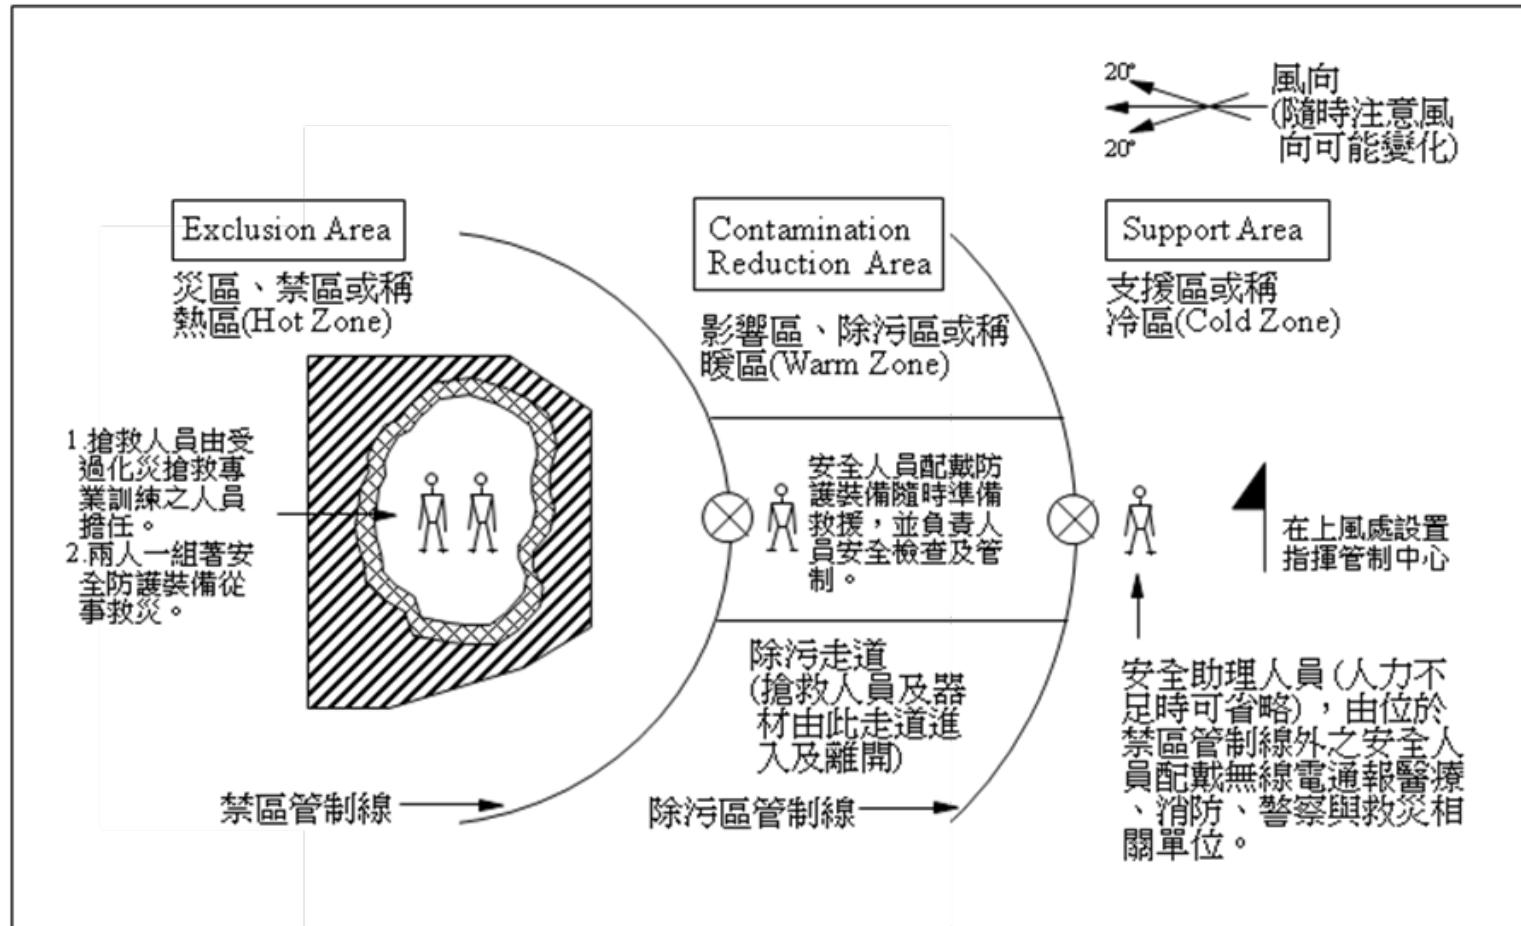 20°
20°
風向
(隨時注意風
向可能變化)
Exclusion Area
災區、禁區或稱
熱區(Hot Zone)
Contamination
Reduction Area
影響區、除污區或稱
暖區(Warm Zone)
Support Area
支援區或稱
冷區(Cold Zone)
1.搶救人員由受
過化災搶救專
業訓練之人員
擔任。
2.兩人一組著安
全防護裝備從
事救災。
安全人員配戴防
護裝備隨時準備
救援，並負責人
員安全檢查及管
制。
在上風處設置
指揮管制中心
除污走道
(搶救人員及器
材由此走道進
入及離開)
安全助理人員(人力不
足時可省略)，由位於
禁區管制線外之安全人
員配戴無線電通報醫療
、消防、警察與救災相
關單位。
禁區管制線
除污區管制線